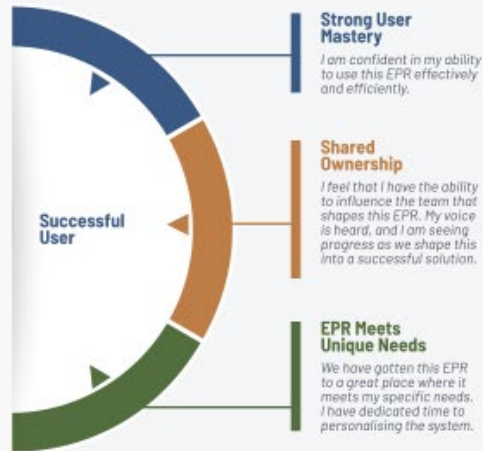 Strong User
Mastery
I am confident in my ability
to use this EPR effectively
and efficiently.
Shared
Ownership
I feel that I have the ability
to influence the team that
shapes this EPR. My voice
is heard, and I am seeing
progress as we shape this
into a successful solution.
Successful
User
EPR Meets
Unique Needs
We have gotten this EPR
to a great place where it
meets my specific needs.
I have dedicated time to
personalising the system.